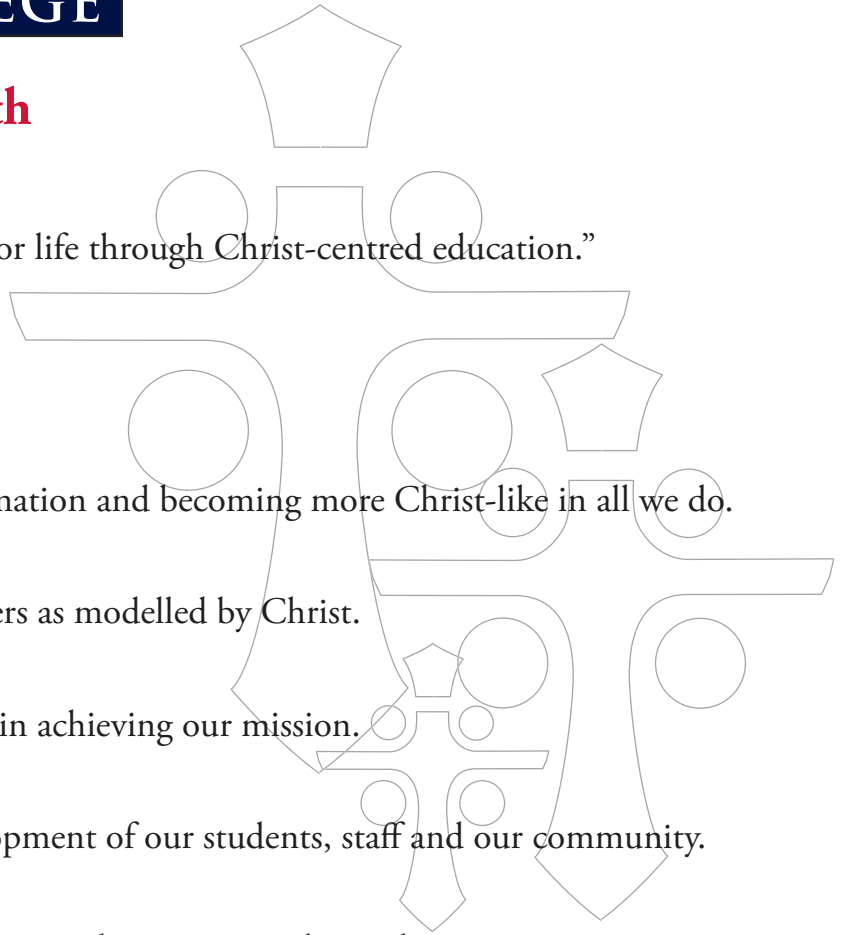 EGE
th
or life through Christ-centred education.”
mation and becoming more Christ-like in all we do.
ers as modelled by Christ.
in achieving our mission.
opment of our students, staff and our community.